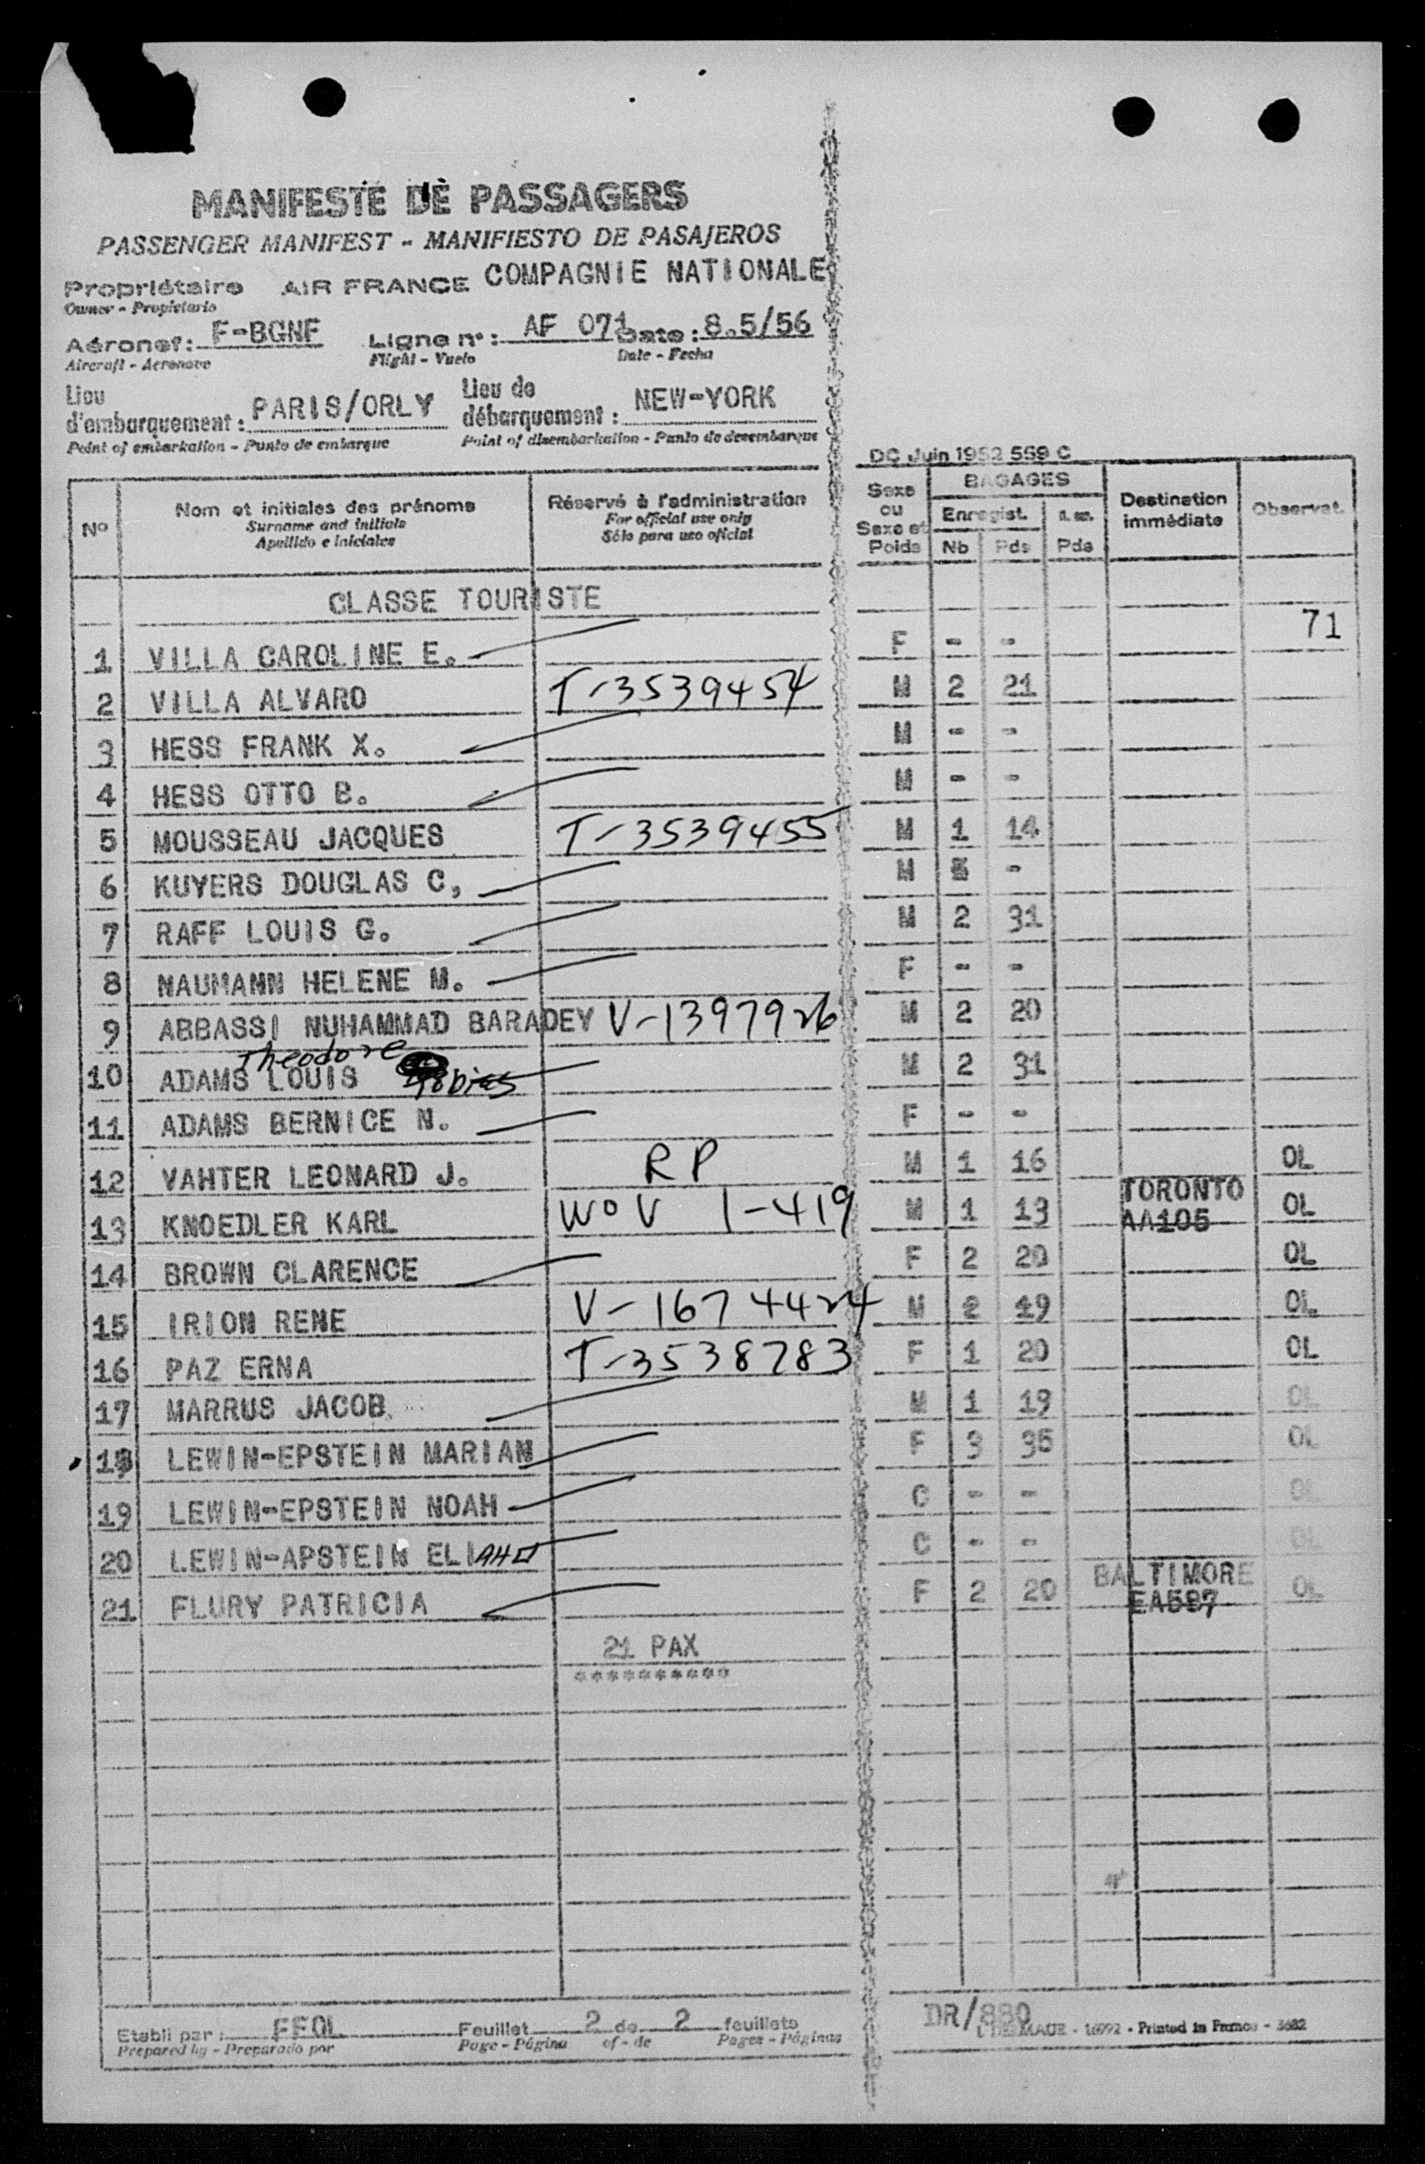 MANIFESTE DE PASSAGERS
PASSENGER MANIFEST - MANIFIESTO DE PASAJEROS
Propriétaire AIR FRANCE COMPAGNIE NATIONALE
Owner - Propietario
Aéronef: F-BGNF Ligne n°: AF 071 Date: 8.5/56
Aircraft - Aeronave Flight - Vuelo Date - Fecha
Lieu d'embarquement: PARIS/ORLY Lieu de débarquement: NEW-YORK
Point of embarkation - Punto de embarque Point of disembarkation - Punto de desembarque
DC Juin 1952 559 C
N° Nom et initiales des prénoms Réservé à l'administration Sexe ou Sexe et Poids BAGAGES Destination immédiate Observat.
Surname and initials For official use only Enregist.
Apellido e iniciales Sólo para uso oficial Nb Pds Pds
CLASSE TOURISTE
71
1 VILLA CAROLINE E. F - -
2 VILLA ALVARO T-3539454 M 2 21
3 HESS FRANK X. M - -
4 HESS OTTO B. M - -
5 MOUSSEAU JACQUES T-3539455 M 1 14
6 KUYERS DOUGLAS C, M -
7 RAFF LOUIS G. M 2 31
8 NAUMANN HELENE M. F - -
9 ABBASSI NUHAMMAD BARADEY V-1397926 M 2 20
Theodore
10 ADAMS LOUIS Tobias M 2 31
11 ADAMS BERNICE N. F - -
12 VAHTER LEONARD J. RP M 1 16 OL
13 KNOEDLER KARL WOV 1-419 M 1 13 TORONTO AA105 OL
14 BROWN CLARENCE F 2 20 OL
15 IRION RENE V-1674424 M 2 19 OL
16 PAZ ERNA T-3538783 F 1 20 OL
17 MARRUS JACOB. M 1 19 OL
18 LEWIN-EPSTEIN MARIAN F 3 35 OL
19 LEWIN-EPSTEIN NOAH C - - OL
20 LEWIN-APSTEIN ELIAHU C - - OL
21 FLURY PATRICIA F 2 20 BALTIMORE EA587 OL
21 PAX
**********
Etabli par: FFOL Feuillet 2 de 2 feuillets DR/880
Prepared by - Preparado por Page - Página of - de Pages - Páginas MAUE - 16092 - Printed in France - 3682